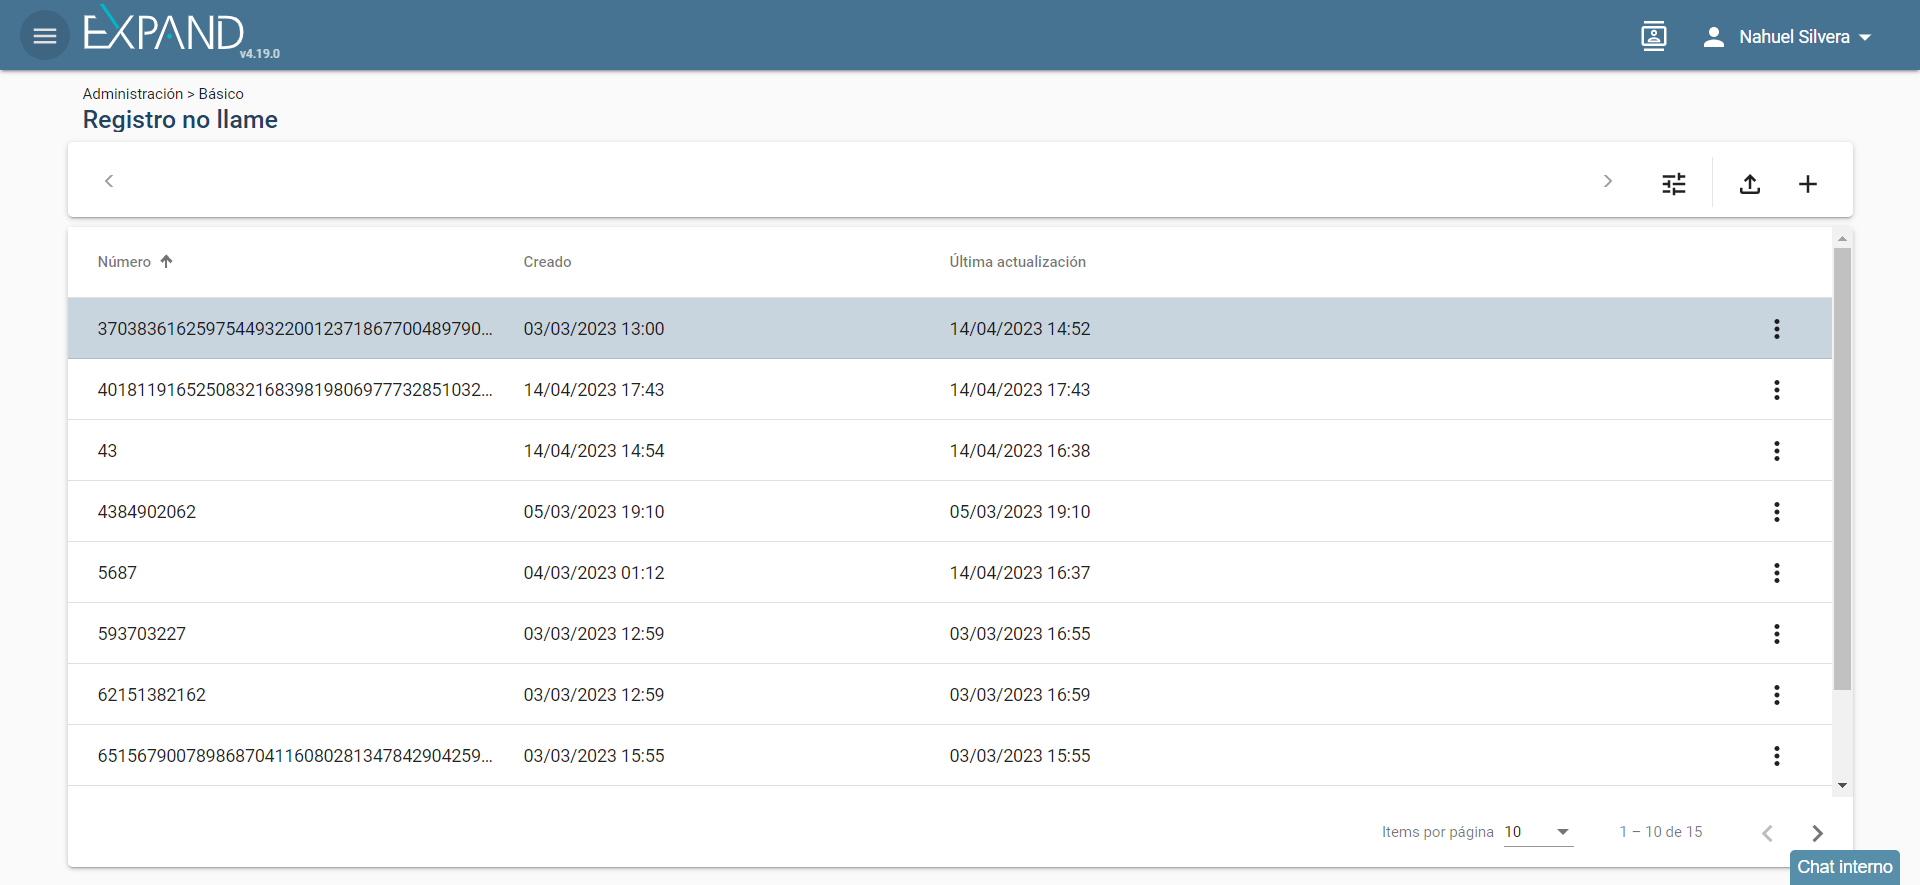 EXPAND
v4.19.0
Nahuel Silvera
Administración > Básico
Registro no llame
Número Creado Última actualización
37038361625975449322001237186770048979​0... 03/03/2023 13:00 14/04/2023 14:52
40181191652508321683981980697773285103​2... 14/04/2023 17:43 14/04/2023 17:43
43 14/04/2023 14:54 14/04/2023 16:38
4384902062 05/03/2023 19:10 05/03/2023 19:10
5687 04/03/2023 01:12 14/04/2023 16:37
593703227 03/03/2023 12:59 03/03/2023 16:55
62151382162 03/03/2023 12:59 03/03/2023 16:59
651567900789868704116080281347842904259... 03/03/2023 15:55 03/03/2023 15:55
Items por página 10 1 – 10 de 15
Chat interno